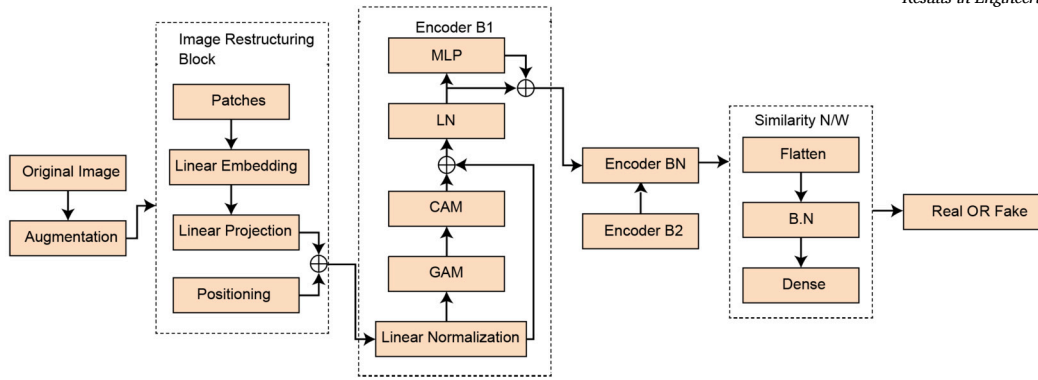 Results in Engineeri
Original Image
Augmentation
Image Restructuring
Block
Patches
Linear Embedding
Linear Projection
Positioning
Encoder B1
MLP
LN
CAM
GAM
Linear Normalization
Encoder BN
Encoder B2
Similarity N/W
Flatten
B.N
Dense
Real OR Fake